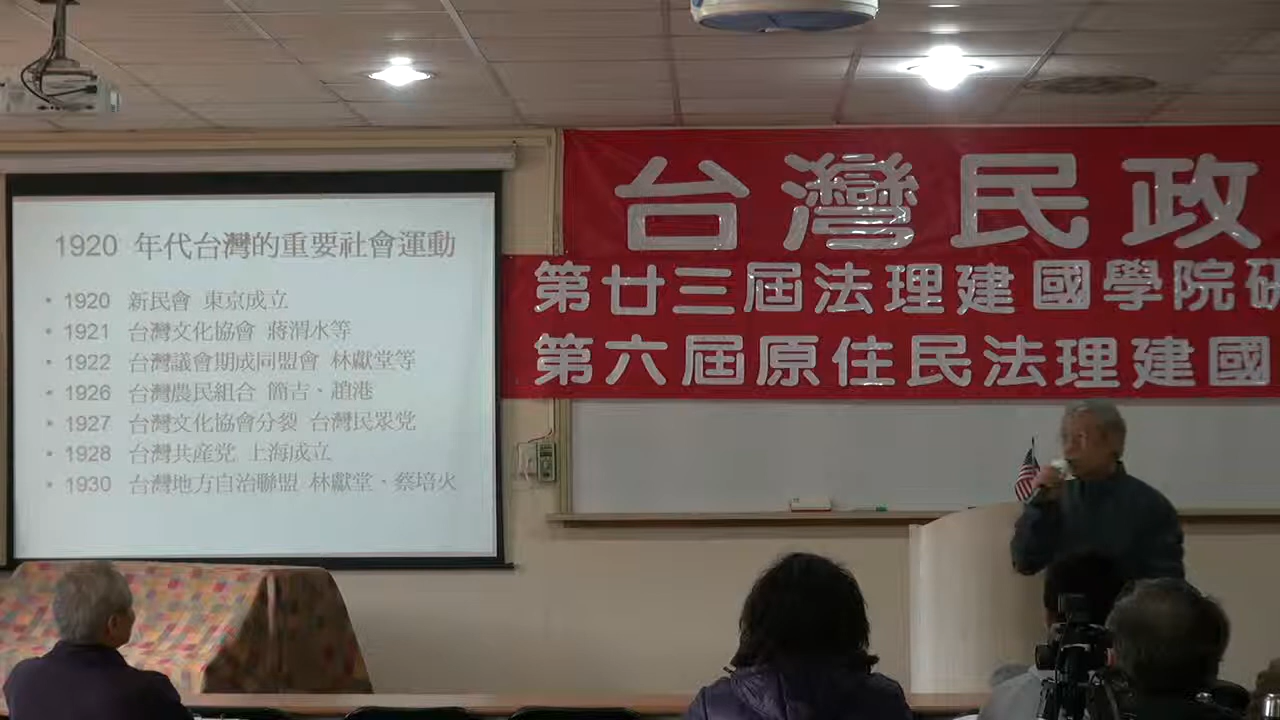 1920 年代台灣的重要社會運動
• 1920 新民會 東京成立
• 1921 台灣文化協會 蔣渭水等
• 1922 台灣議會期成同盟會 林獻堂等
• 1926 台灣農民組合 簡吉、趙港
• 1927 台灣文化協會分裂 台灣民眾党
• 1928 台灣共産党 上海成立
• 1930 台灣地方自治聯盟 林獻堂、蔡培火
台灣民政
第廿三屆法理建國學院研
第六屆原住民法理建國